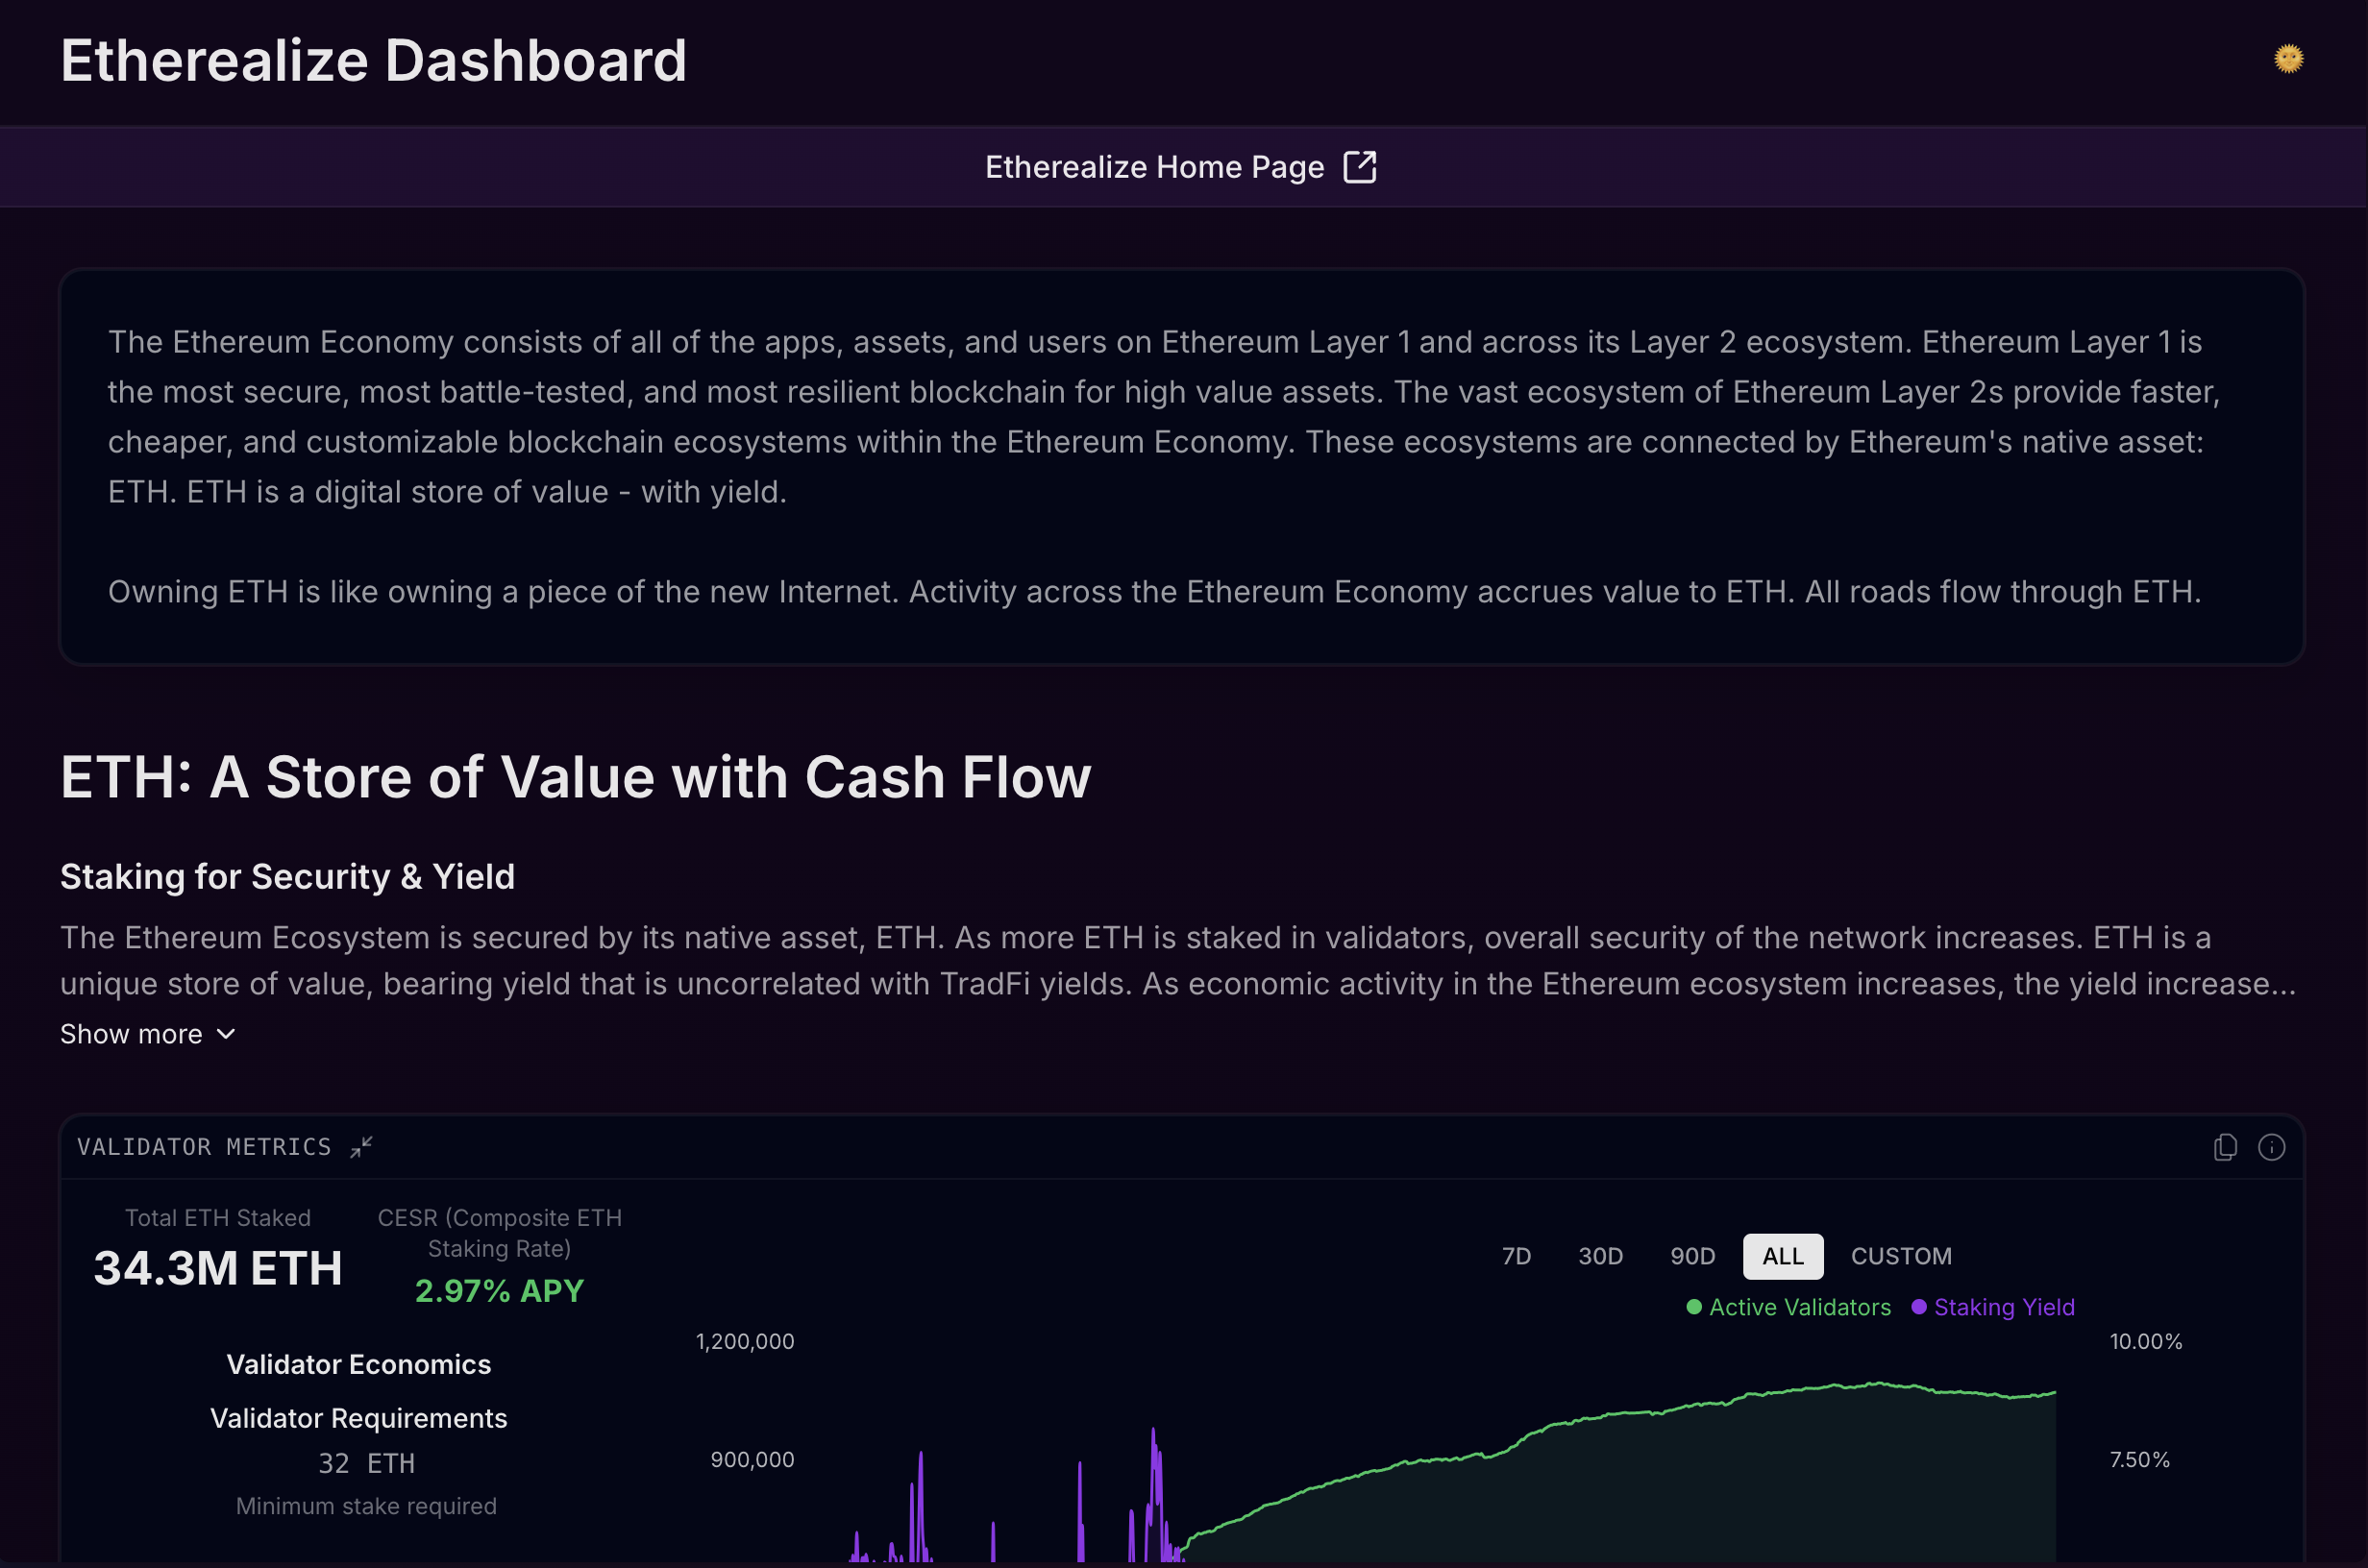 Etherealize Dashboard
Etherealize Home Page
The Ethereum Economy consists of all of the apps, assets, and users on Ethereum Layer 1 and across its Layer 2 ecosystem. Ethereum Layer 1 is
the most secure, most battle-tested, and most resilient blockchain for high value assets. The vast ecosystem of Ethereum Layer 2s provide faster,
cheaper, and customizable blockchain ecosystems within the Ethereum Economy. These ecosystems are connected by Ethereum's native asset:
ETH. ETH is a digital store of value - with yield.
Owning ETH is like owning a piece of the new Internet. Activity across the Ethereum Economy accrues value to ETH. All roads flow through ETH.
ETH: A Store of Value with Cash Flow
Staking for Security & Yield
The Ethereum Ecosystem is secured by its native asset, ETH. As more ETH is staked in validators, overall security of the network increases. ETH is a
unique store of value, bearing yield that is uncorrelated with TradFi yields. As economic activity in the Ethereum ecosystem increases, the yield increase...
Show more
VALIDATOR METRICS
Total ETH Staked
34.3M ETH
CESR (Composite ETH
Staking Rate)
2.97% APY
Validator Economics
Validator Requirements
32 ETH
Minimum stake required
7D 30D 90D ALL CUSTOM
Active Validators Staking Yield
1,200,000
900,000
10.00%
7.50%